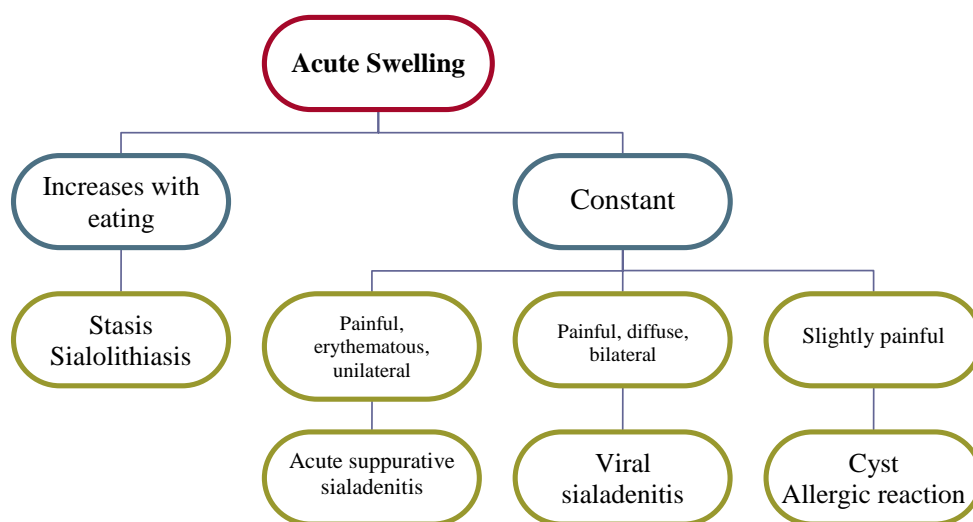 Acute Swelling
Increases with
eating
Constant
Stasis
Sialolithiasis
Painful,
erythematous,
unilateral
Painful, diffuse,
bilateral
Slightly painful
Acute suppurative
sialadenitis
Viral
sialadenitis
Cyst
Allergic reaction